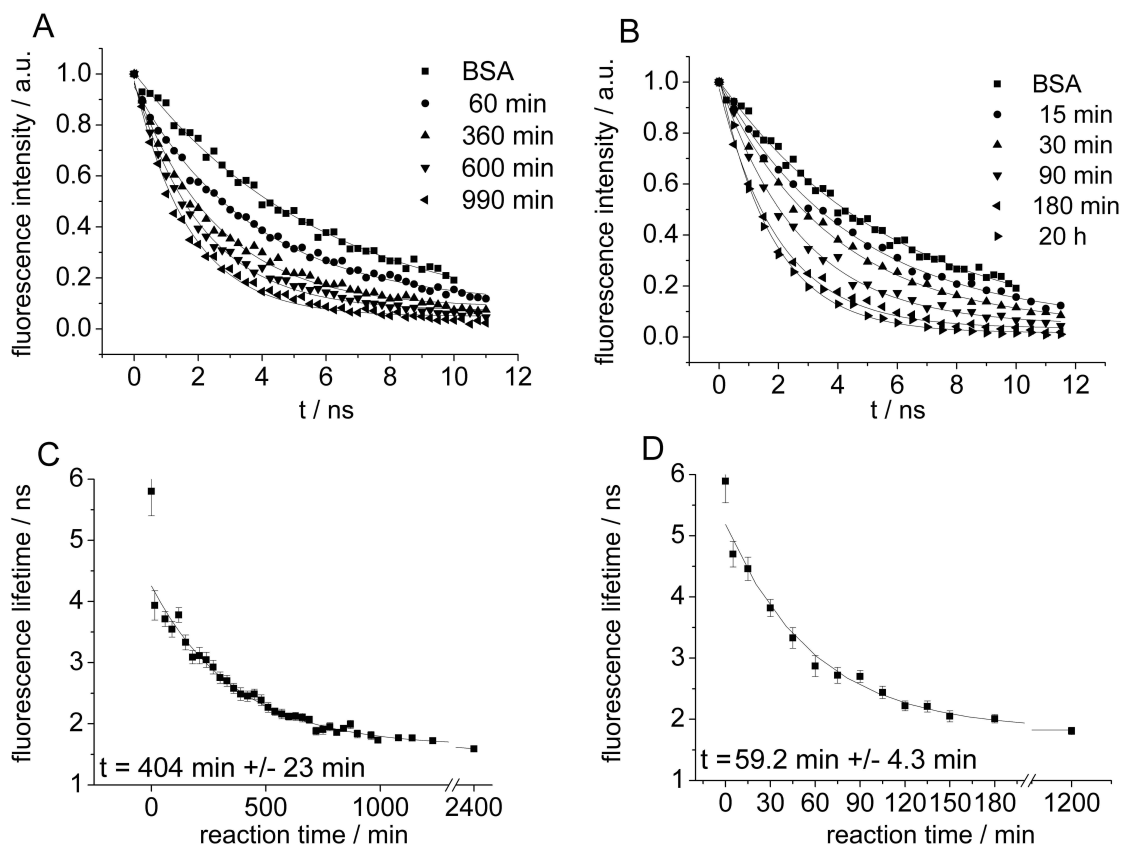 A
fluorescence intensity / a.u.
1.0
0.8
0.6
0.4
0.2
0.0
BSA
60 min
360 min
600 min
990 min
0 2 4 6 8 10 12
t / ns
B
fluorescence intensity / a.u.
1.0
0.8
0.6
0.4
0.2
0.0
BSA
15 min
30 min
90 min
180 min
20 h
0 2 4 6 8 10 12
t / ns
C
fluorescence lifetime / ns
6
5
4
3
2
1
t = 404 min +/- 23 min
0 500 1000 2400
reaction time / min
D
fluorescence lifetime / ns
6
5
4
3
2
1
t = 59.2 min +/- 4.3 min
0 30 60 90 120 150 180 1200
reaction time / min